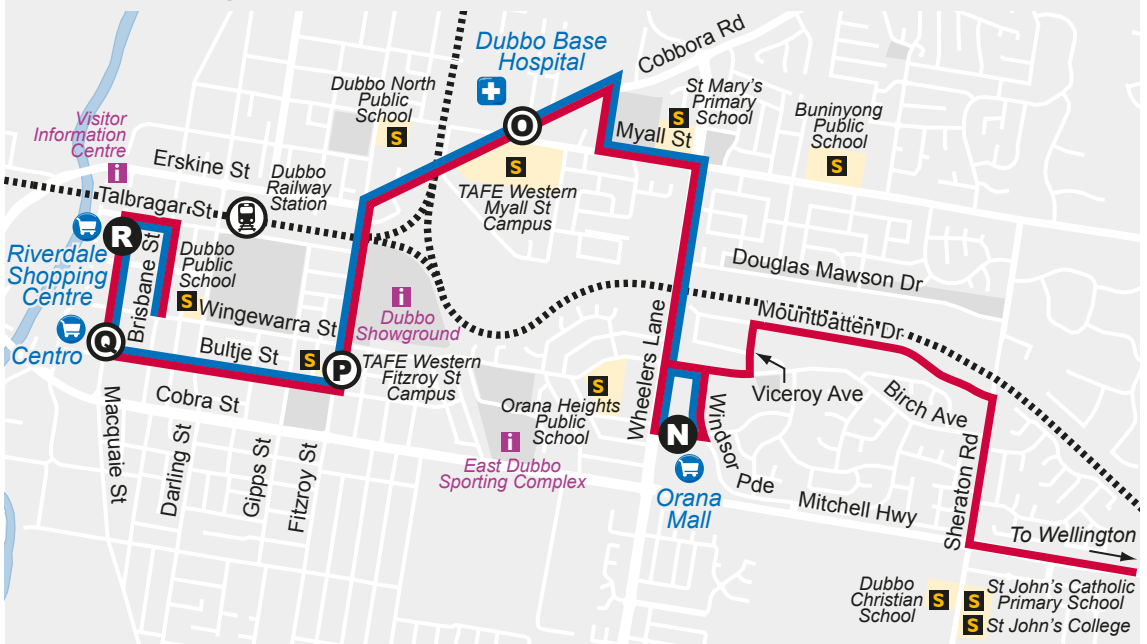 Dubbo Base
Hospital
Cobbora Rd
Dubbo North
Public
School
S
O
St Mary's
Primary
School
S
Myall St
Buninyong
Public
School
S
Visitor
Information
Centre
i
Erskine St
Dubbo
Railway
Station
Talbragar St
S
TAFE Western
Myall St
Campus
R
Riverdale
Shopping
Centre
Brisbane St
Dubbo
Public
School
S
Wingewarra St
i
Dubbo
Showground
Douglas Mawson Dr
Mountbatten Dr
Wheelers Lane
Centro
Q
Bultje St
S
P
TAFE Western
Fitzroy St
Campus
S
Orana Heights
Public
School
Viceroy Ave
Birch Ave
Windsor Pde
N
Orana
Mall
i
East Dubbo
Sporting Complex
Cobra St
Macquaie St
Darling St
Gipps St
Fitzroy St
Mitchell Hwy
Sheraton Rd
To Wellington
Dubbo
Christian
School
S
S
St John's Catholic
Primary School
S
St John's College